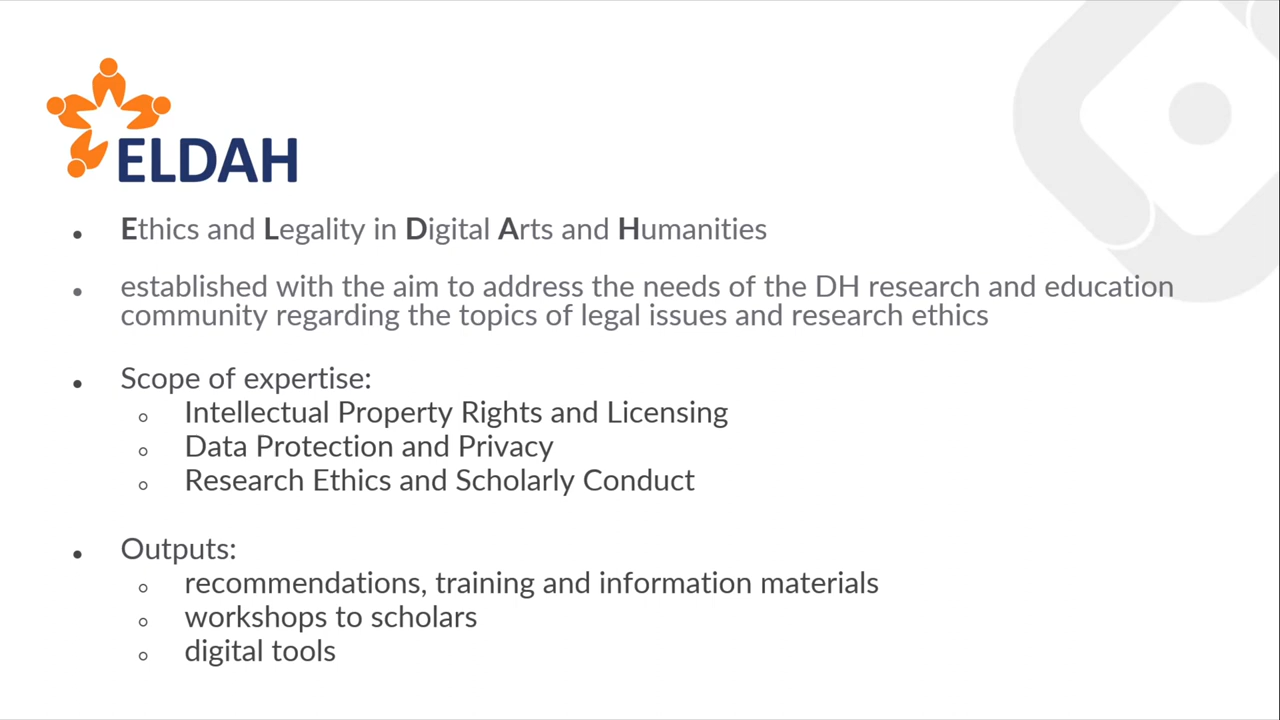 ELDAH
Ethics and Legality in Digital Arts and Humanities
established with the aim to address the needs of the DH research and education
community regarding the topics of legal issues and research ethics
Scope of expertise:
Intellectual Property Rights and Licensing
Data Protection and Privacy
Research Ethics and Scholarly Conduct
Outputs:
recommendations, training and information materials
workshops to scholars
digital tools